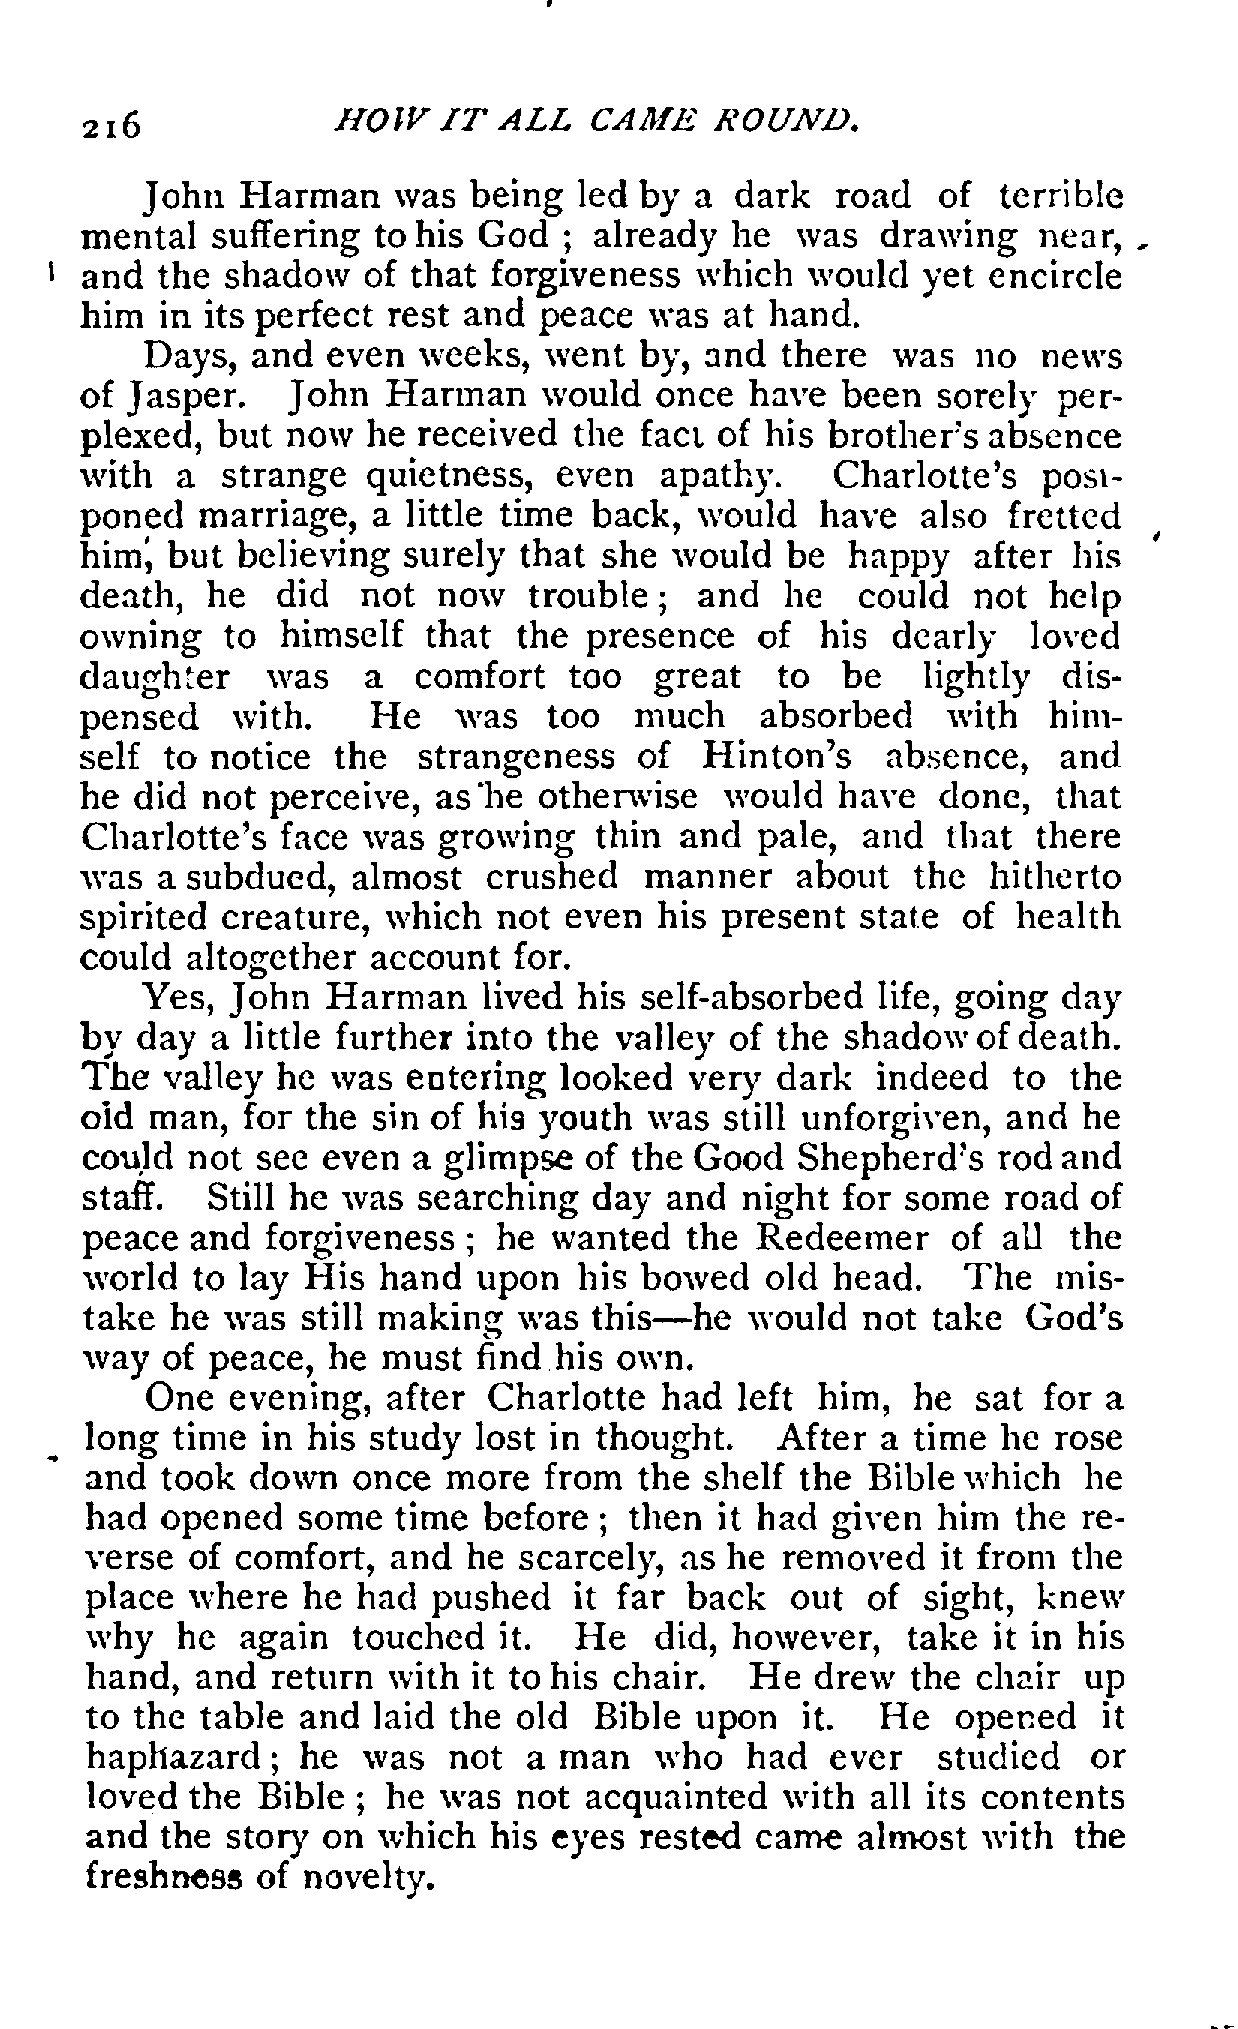 216 HOW IT ALL CAME ROUND.
John Harman was being led by a dark road of terrible
mental suffering to his God ; already he was drawing near,
and the shadow of that forgiveness which would yet encircle
him in its perfect rest and peace was at hand.
Days, and even weeks, went by, and there was no news
of Jasper. John Harman would once have been sorely per-
plexed, but now he received the fact of his brother's absence
with a strange quietness, even apathy. Charlotte's post-
poned marriage, a little time back, would have also fretted
him, but believing surely that she would be happy after his
death, he did not now trouble ; and he could not help
owning to himself that the presence of his dearly loved
daughter was a comfort too great to be lightly dis-
pensed with. He was too much absorbed with him-
self to notice the strangeness of Hinton's absence, and
he did not perceive, as he otherwise would have done, that
Charlotte's face was growing thin and pale, and that there
was a subdued, almost crushed manner about the hitherto
spirited creature, which not even his present state of health
could altogether account for.
Yes, John Harman lived his self-absorbed life, going day
by day a little further into the valley of the shadow of death.
The valley he was entering looked very dark indeed to the
old man, for the sin of his youth was still unforgiven, and he
could not see even a glimpse of the Good Shepherd's rod and
staff. Still he was searching day and night for some road of
peace and forgiveness ; he wanted the Redeemer of all the
world to lay His hand upon his bowed old head. The mis-
take he was still making was this—he would not take God's
way of peace, he must find his own.
One evening, after Charlotte had left him, he sat for a
long time in his study lost in thought. After a time he rose
and took down once more from the shelf the Bible which he
had opened some time before ; then it had given him the re-
verse of comfort, and he scarcely, as he removed it from the
place where he had pushed it far back out of sight, knew
why he again touched it. He did, however, take it in his
hand, and return with it to his chair. He drew the chair up
to the table and laid the old Bible upon it. He opened it
haphazard ; he was not a man who had ever studied or
loved the Bible ; he was not acquainted with all its contents
and the story on which his eyes rested came almost with the
freshness of novelty.